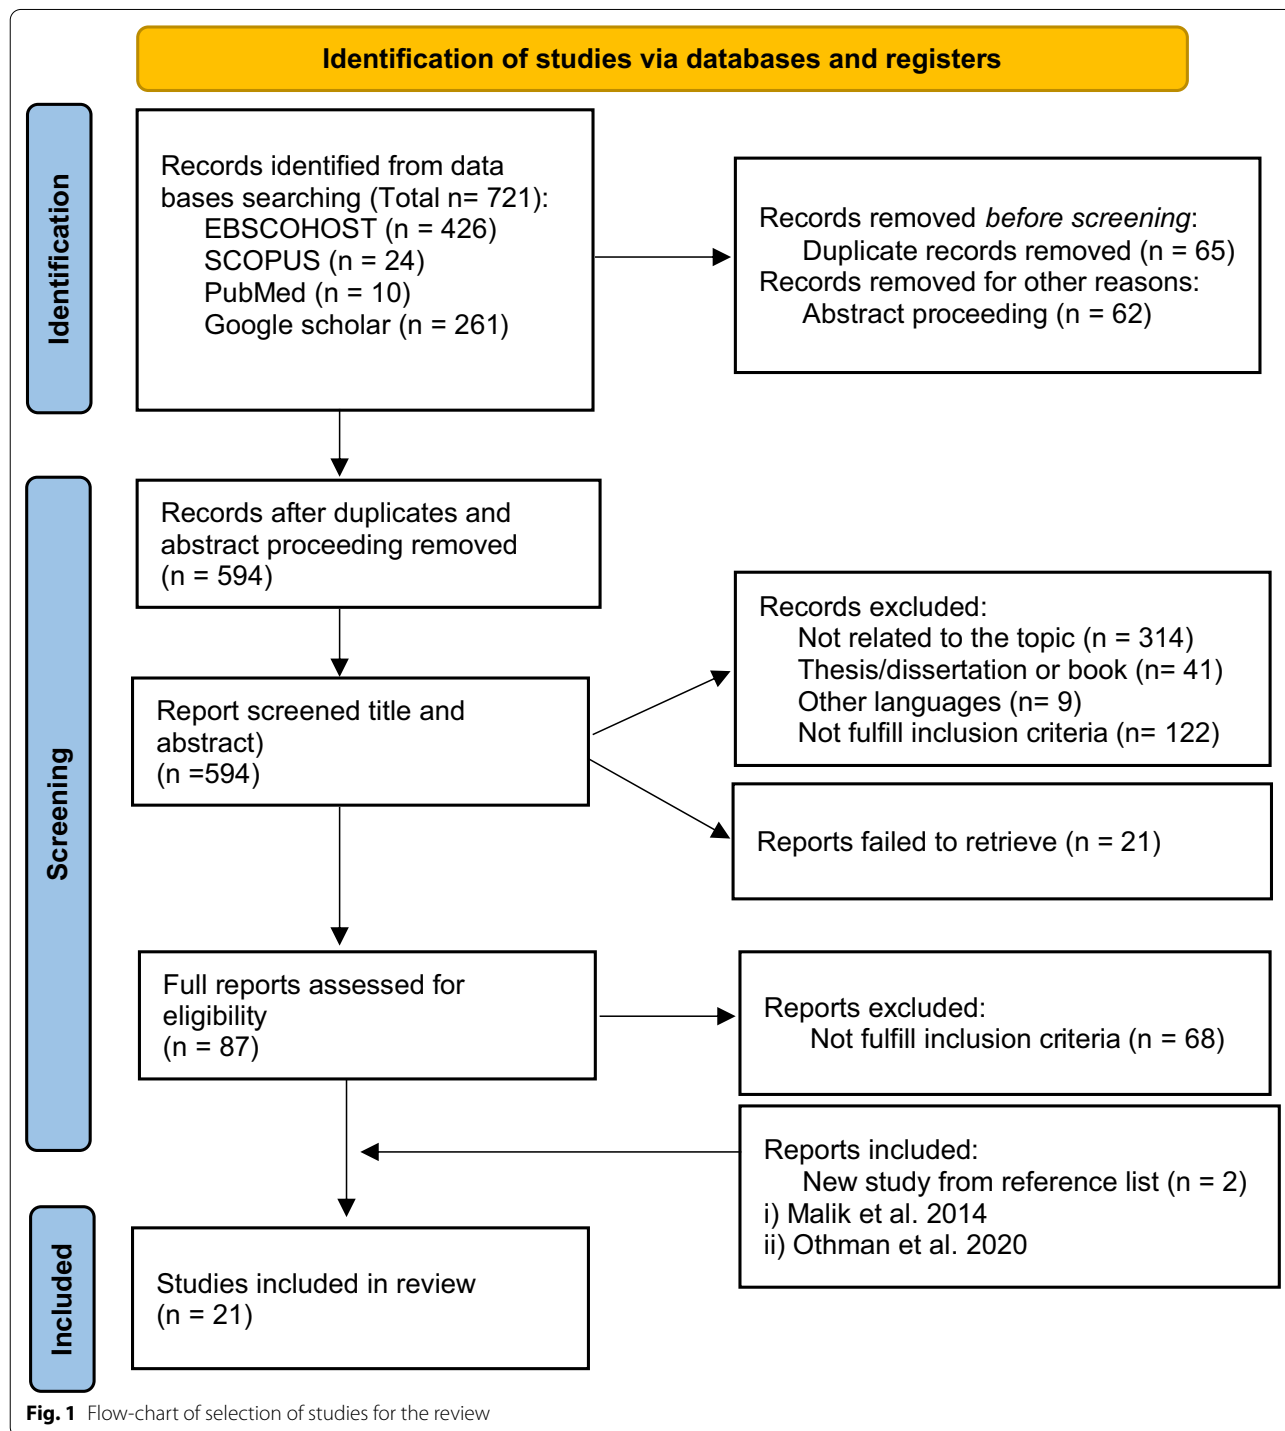 Identification of studies via databases and registers
Identification
Records identified from data
bases searching (Total n= 721):
EBSCOHOST (n = 426)
SCOPUS (n = 24)
PubMed (n = 10)
Google scholar (n = 261)
Records removed before screening:
Duplicate records removed (n = 65)
Records removed for other reasons:
Abstract proceeding (n = 62)
Screening
Records after duplicates and
abstract proceeding removed
(n = 594)
Report screened title and
abstract)
(n =594)
Records excluded:
Not related to the topic (n = 314)
Thesis/dissertation or book (n= 41)
Other languages (n= 9)
Not fulfill inclusion criteria (n= 122)
Reports failed to retrieve (n = 21)
Full reports assessed for
eligibility
(n = 87)
Reports excluded:
Not fulfill inclusion criteria (n = 68)
Reports included:
New study from reference list (n = 2)
i) Malik et al. 2014
ii) Othman et al. 2020
Included
Studies included in review
(n = 21)
Fig. 1 Flow-chart of selection of studies for the review